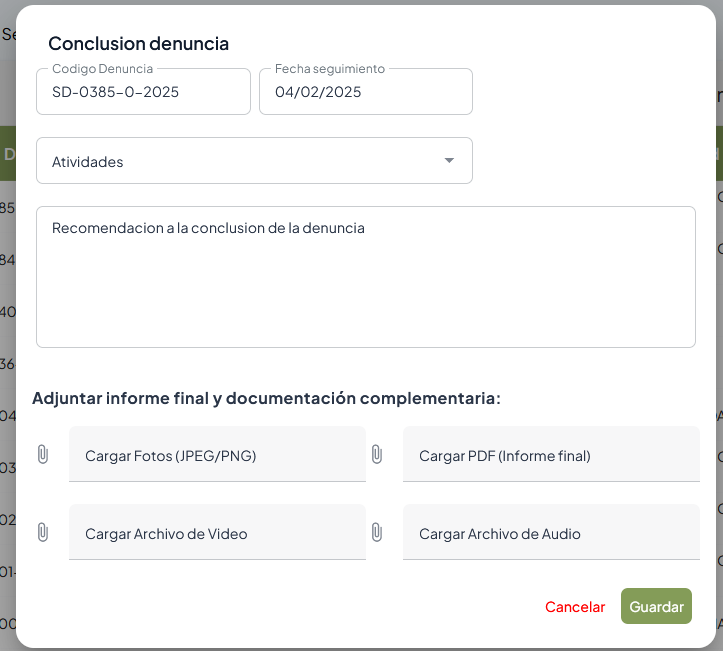 Conclusion denuncia
Codigo Denuncia Fecha seguimiento
SD-0385-0-2025 04/02/2025
Atividades
Recomendacion a la conclusion de la denuncia
Adjuntar informe final y documentación complementaria:
Cargar Fotos (JPEG/PNG) Cargar PDF (Informe final)
Cargar Archivo de Video Cargar Archivo de Audio
Cancelar Guardar